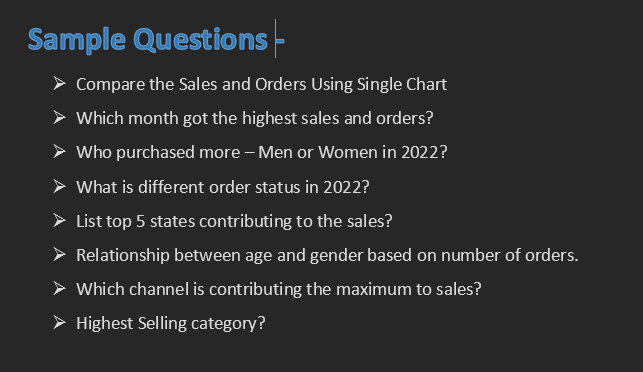 Sample Questions -
➢ Compare the Sales and Orders Using Single Chart
➢ Which month got the highest sales and orders?
➢ Who purchased more – Men or Women in 2022?
➢ What is different order status in 2022?
➢ List top 5 states contributing to the sales?
➢ Relationship between age and gender based on number of orders.
➢ Which channel is contributing the maximum to sales?
➢ Highest Selling category?